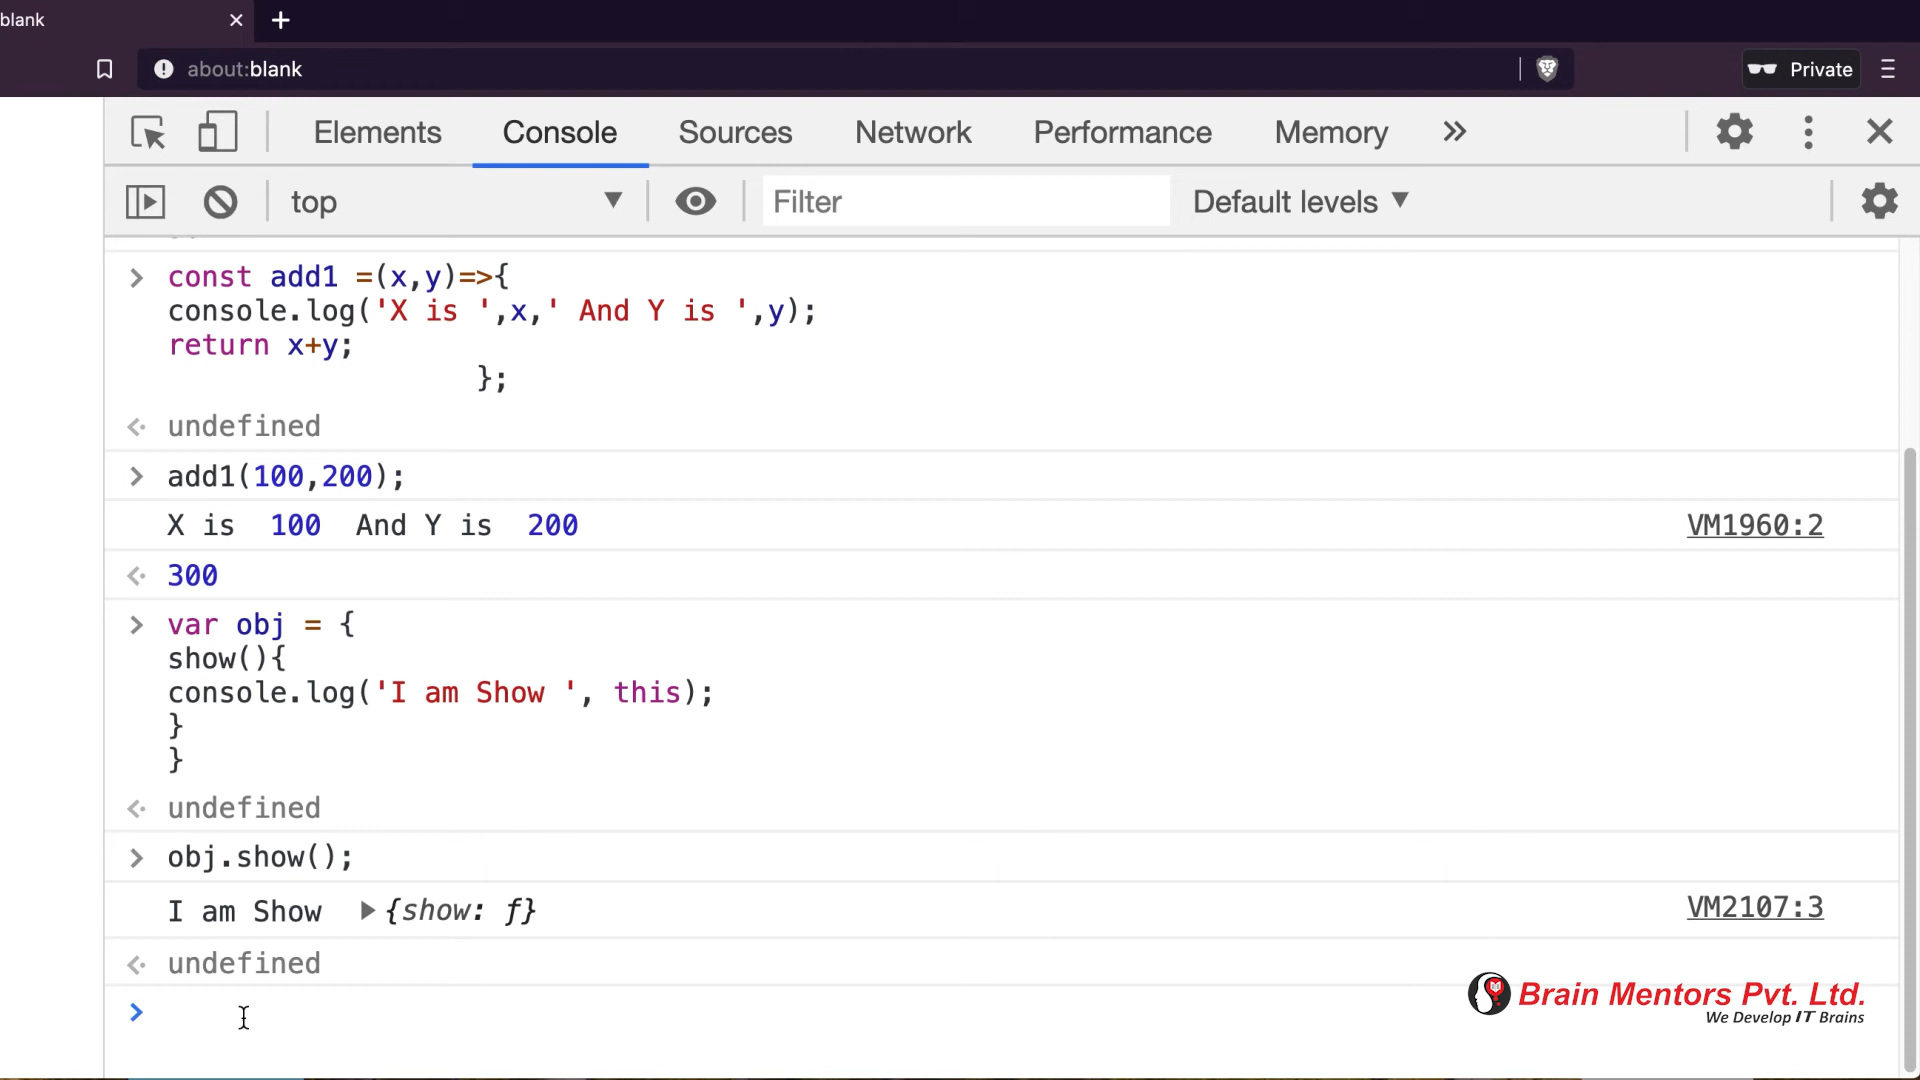 blank
about:blank
Private
Elements Console Sources Network Performance Memory
top Filter Default levels
const add1 =(x,y)=>{
console.log('X is ',x,' And Y is ',y);
return x+y;
};
undefined
add1(100,200);
X is 100 And Y is 200 VM1960:2
300
var obj = {
show(){
console.log('I am Show ', this);
}
}
undefined
obj.show();
I am Show {show: ƒ} VM2107:3
undefined
Brain Mentors Pvt. Ltd.
We Develop IT Brains